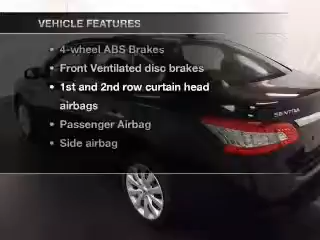 VEHICLE FEATURES
• 4-wheel ABS Brakes
• Front Ventilated disc brakes
• 1st and 2nd row curtain head
airbags
• Passenger Airbag
• Side airbag
SENTRA